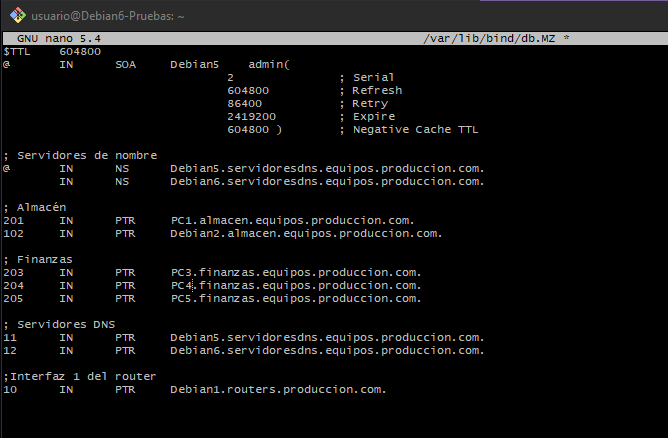 usuario@Debian6-Pruebas: ~
GNU nano 5.4 /var/lib/bind/db.MZ *
$TTL 604800
@ IN SOA Debian5 admin(
2 ; Serial
604800 ; Refresh
86400 ; Retry
2419200 ; Expire
604800 ) ; Negative Cache TTL
; Servidores de nombre
@ IN NS Debian5.servidoresdns.equipos.produccion.com.
IN NS Debian6.servidoresdns.equipos.produccion.com.
; Almacén
201 IN PTR PC1.almacen.equipos.produccion.com.
102 IN PTR Debian2.almacen.equipos.produccion.com.
; Finanzas
203 IN PTR PC3.finanzas.equipos.produccion.com.
204 IN PTR PC4.finanzas.equipos.produccion.com.
205 IN PTR PC5.finanzas.equipos.produccion.com.
; Servidores DNS
11 IN PTR Debian5.servidoresdns.equipos.produccion.com.
12 IN PTR Debian6.servidoresdns.equipos.produccion.com.
;Interfaz 1 del router
10 IN PTR Debian1.routers.produccion.com.